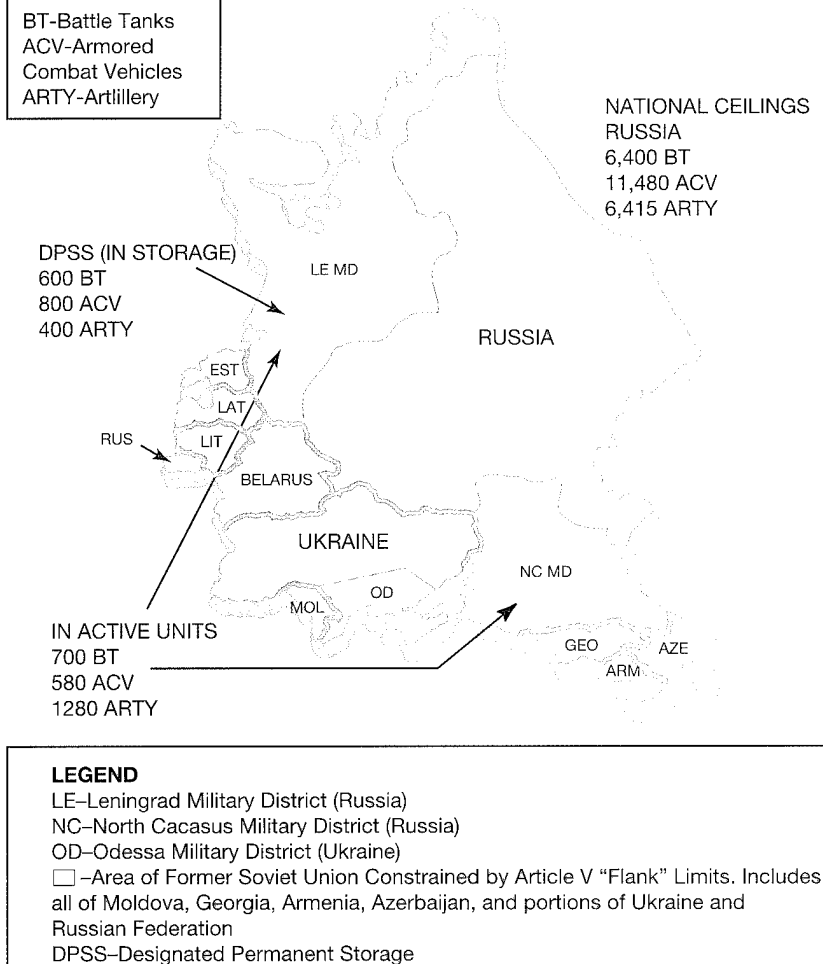 BT-Battle Tanks
ACV-Armored
Combat Vehicles
ARTY-Artlillery
NATIONAL CEILINGS
RUSSIA
6,400 BT
11,480 ACV
6,415 ARTY
DPSS (IN STORAGE)
600 BT
800 ACV
400 ARTY
LE MD
RUSSIA
EST
LAT
RUS
LIT
BELARUS
UKRAINE
NC MD
OD
MOL
IN ACTIVE UNITS
700 BT
580 ACV
1280 ARTY
GEO
AZE
ARM
LEGEND
LE–Leningrad Military District (Russia)
NC–North Cacasus Military District (Russia)
OD–Odessa Military District (Ukraine)
–Area of Former Soviet Union Constrained by Article V “Flank” Limits. Includes
all of Moldova, Georgia, Armenia, Azerbaijan, and portions of Ukraine and
Russian Federation
DPSS–Designated Permanent Storage